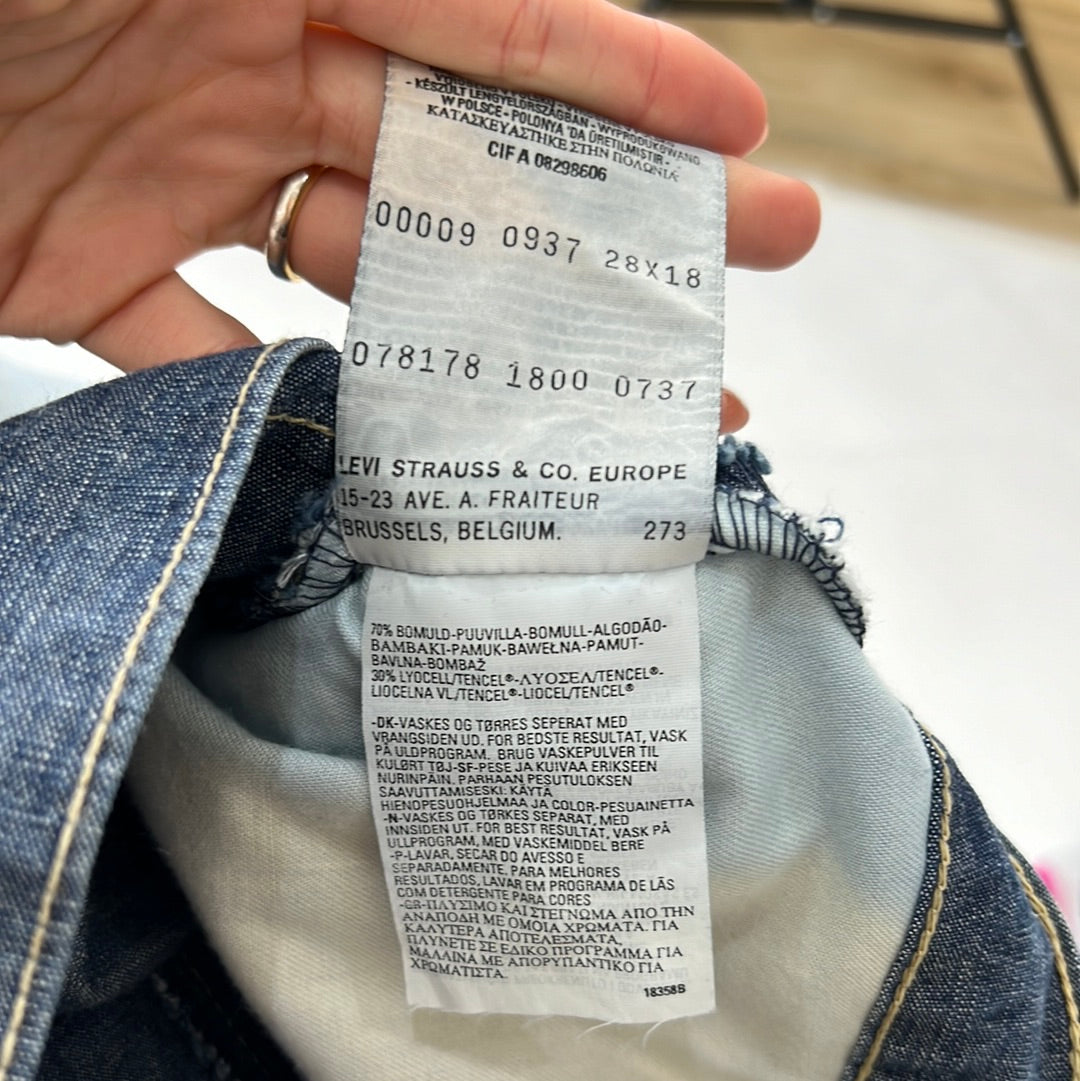 - KÉSZÜLT LENGYELORSZÁGBAN - WYPRODUKOWANO
W POLSCE - POLONYA 'DA ÜRETILMISTIR -
ΚΑΤΑΣΚΕΥΑΣΤΗΚΕ ΣΤΗΝ ΠΟΛΩΝΙΑ
CIF A 08298606
00009 0937 28X18
078178 1800 0737
LEVI STRAUSS & CO. EUROPE
15-23 AVE. A. FRAITEUR
BRUSSELS, BELGIUM. 273
70% BOMULD-PUUVILLA-BOMULL-ALGODÃO-
BAMBAKI-PAMUK-BAWEŁNA-PAMUT-
BAVLNA-BOMBAŽ
30% LYOCELL/TENCEL®-ΛΥΟΣΕΛ/TENCEL®-
LIOCELNA VL/TENCEL®-LIOCEL/TENCEL®
-DK-VASKES OG TØRRES SEPERAT MED
VRANGSIDEN UD. FOR BEDSTE RESULTAT, VASK
PÅ ULDPROGRAM. BRUG VASKEPULVER TIL
KULØRT TØJ-SF-PESE JA KUIVAA ERIKSEEN
NURINPÄIN. PARHAAN PESUTULOKSEN
SAAVUTTAMISESKI: KÄYTÄ
HIENOPESUOHJELMAA JA COLOR-PESUAINETTA
-N-VASKES OG TØRKES SEPARAT, MED
INNSIDEN UT. FOR BEST RESULTAT, VASK PÅ
ULLPROGRAM, MED VASKEMIDDEL BERE
-P-LAVAR, SECAR DO AVESSO E
SEPARADAMENTE. PARA MELHORES
RESULTADOS, LAVAR EM PROGRAMA DE LÃS
COM DETERGENTE PARA CORES
-GR-ΠΛΥΣΙΜΟ ΚΑΙ ΣΤΕΓΝΩΜΑ ΑΠΟ ΤΗΝ
ΑΝΑΠΟΔΗ ΜΕ ΟΜΟΙΑ ΧΡΩΜΑΤΑ. ΓΙΑ
ΚΑΛΥΤΕΡΑ ΑΠΟΤΕΛΕΣΜΑΤΑ,
ΠΛΥΝΕΤΕ ΣΕ ΕΔΙΚΟ ΠΡΟΓΡΑΜΜΑ ΓΙΑ
ΜΑΛΛΙΝΑ ΜΕ ΑΠΟΡΥΠΑΝΤΙΚΟ ΓΙΑ
ΧΡΩΜΑΤΙΣΤΑ.
18358B